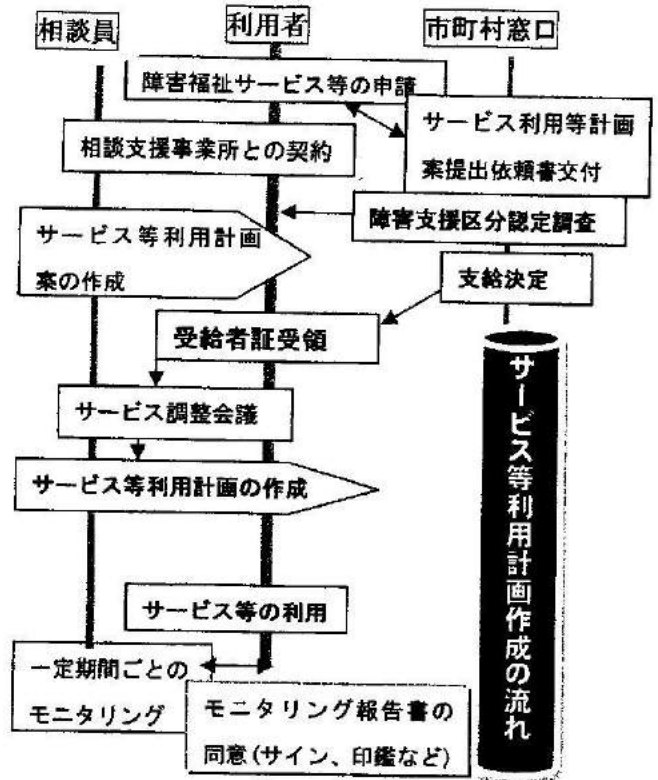 相談員
利用者
市町村窓口
障害福祉サービス等の申請
サービス利用等計画
案提出依頼書交付
相談支援事業所との契約
障害支援区分認定調査
サービス等利用計画
案の作成
支給決定
受給者証受領
サービス調整会議
サービス等利用計画の作成
サービス等利用計画作成の流れ
サービス等の利用
一定期間ごとの
モニタリング
モニタリング報告書の
同意(サイン、印鑑など)